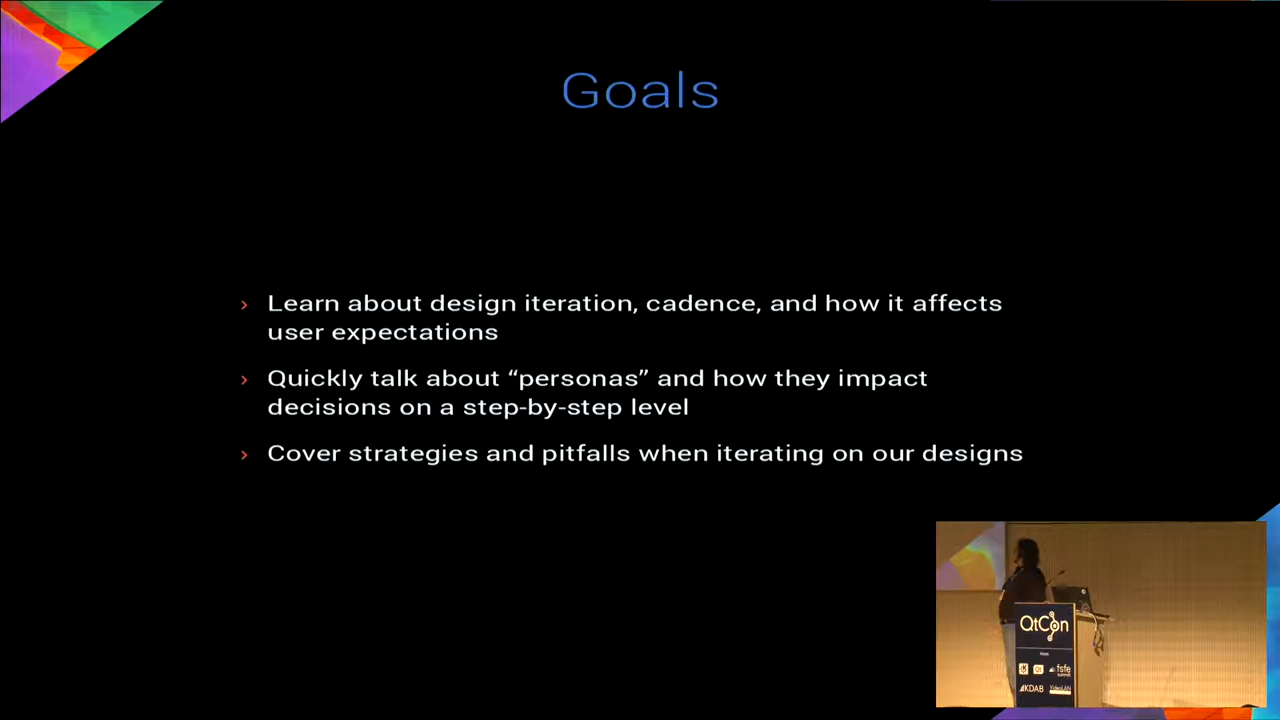 Goals
› Learn about design iteration, cadence, and how it affects
user expectations
› Quickly talk about “personas” and how they impact
decisions on a step-by-step level
› Cover strategies and pitfalls when iterating on our designs
QtCon
Qt
fsfe
summit
KDAB
VideoLAN